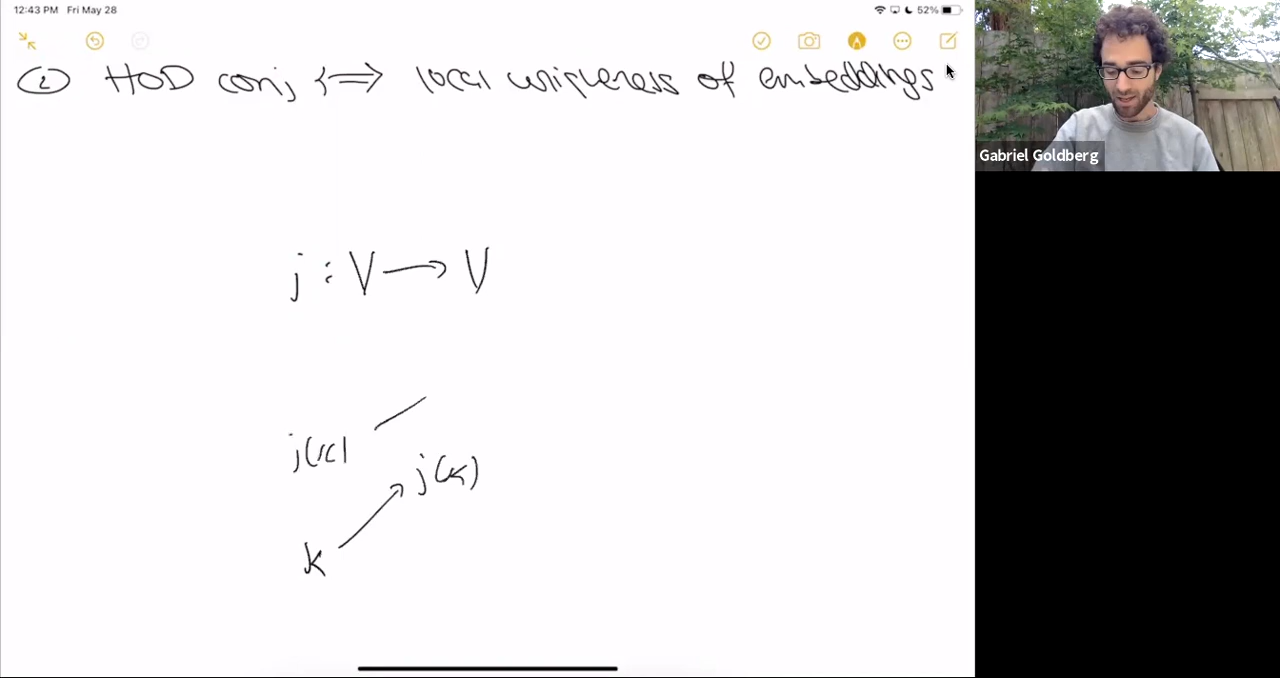 12:43 PM Fri May 28
52%
② HOD conj ⟺ local uniqueness of embeddings
Gabriel Goldberg
j : V → V
j(κ)
j(κ)
κ